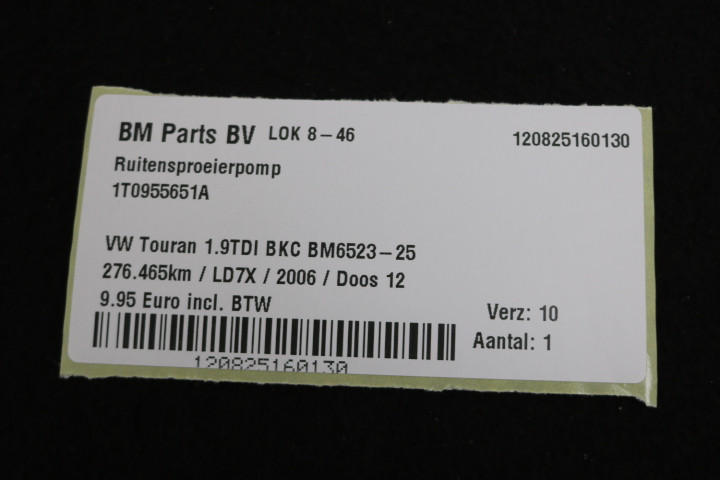 BM Parts BV LOK 8-46 120825160130
Ruitensproeierpomp
1T0955651A
VW Touran 1.9TDI BKC BM6523-25
276.465km / LD7X / 2006 / Doos 12
9.95 Euro incl. BTW
Verz: 10
Aantal: 1
120825160130